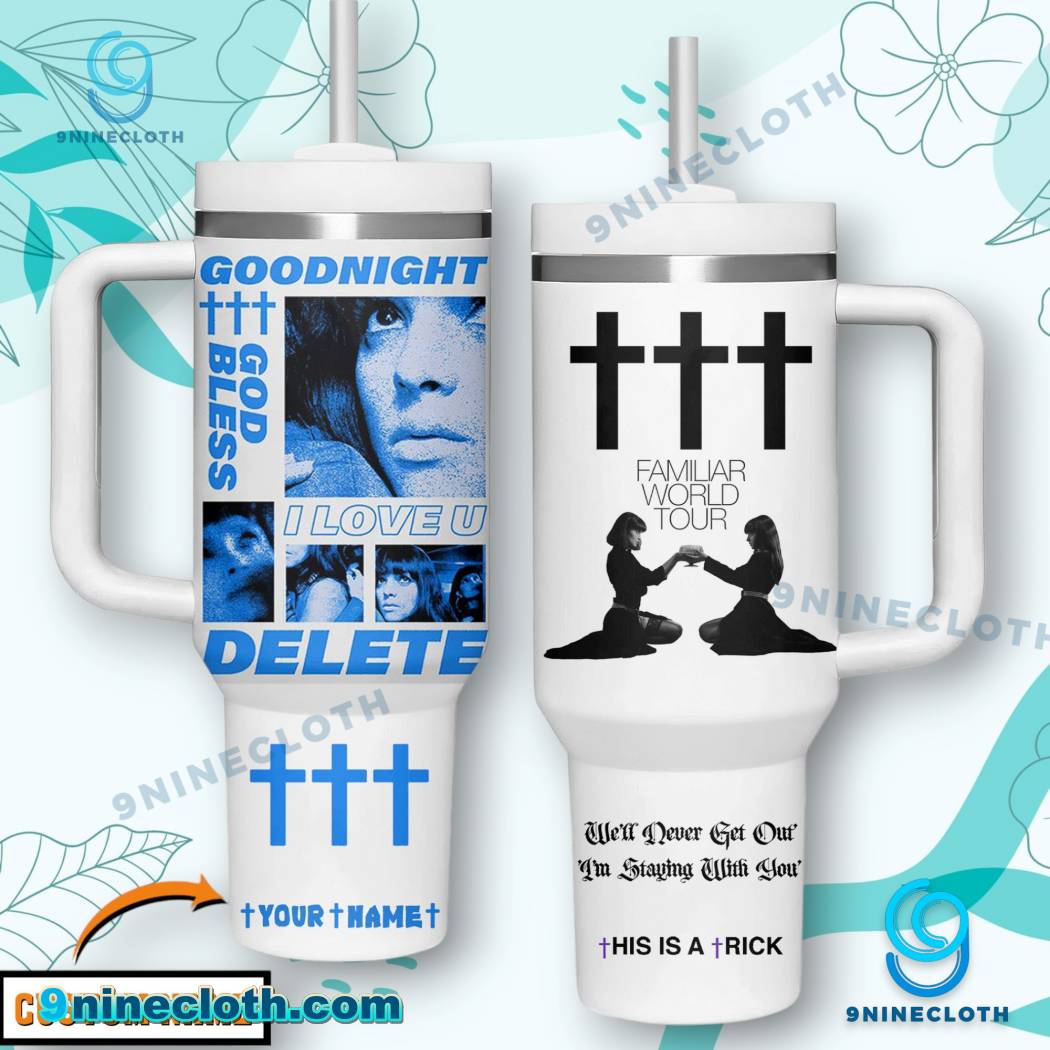 9NINECLOTH
GOODNIGHT
†††
GOD
BLESS
I LOVE U
DELETE
†††
†YOUR†NAME†
9ninecloth.com
†††
FAMILIAR
WORLD
TOUR
We'll Never Get Out
I'm Staying With You
†HIS IS A †RICK
9NINECLOTH
9NINECLOTH
9NINECLOTH
9NINECLOTH